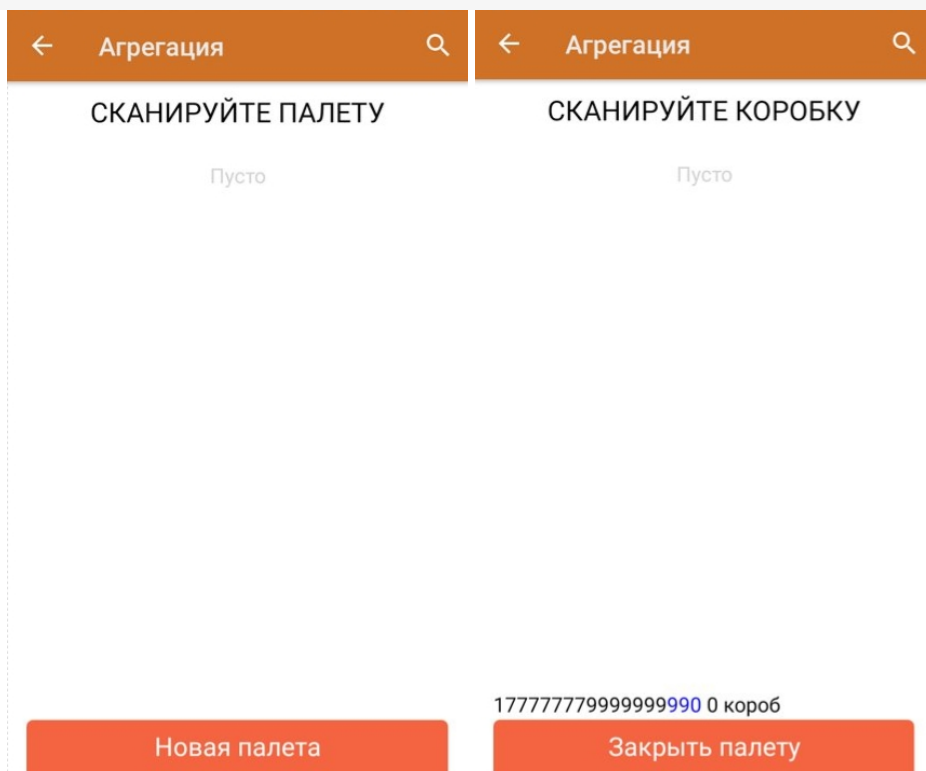 Агрегация
СКАНИРУЙТЕ ПАЛЕТУ
Пусто
Новая палета
Агрегация
СКАНИРУЙТЕ КОРОБКУ
Пусто
177777779999999990 0 короб
Закрыть палету